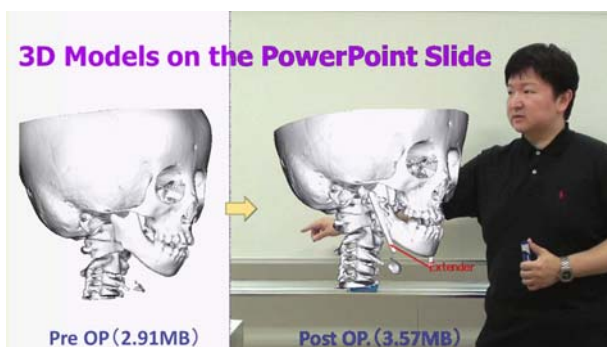 3D Models on the PowerPoint Slide
Extender
Pre OP(2.91MB)
Post OP.(3.57MB)